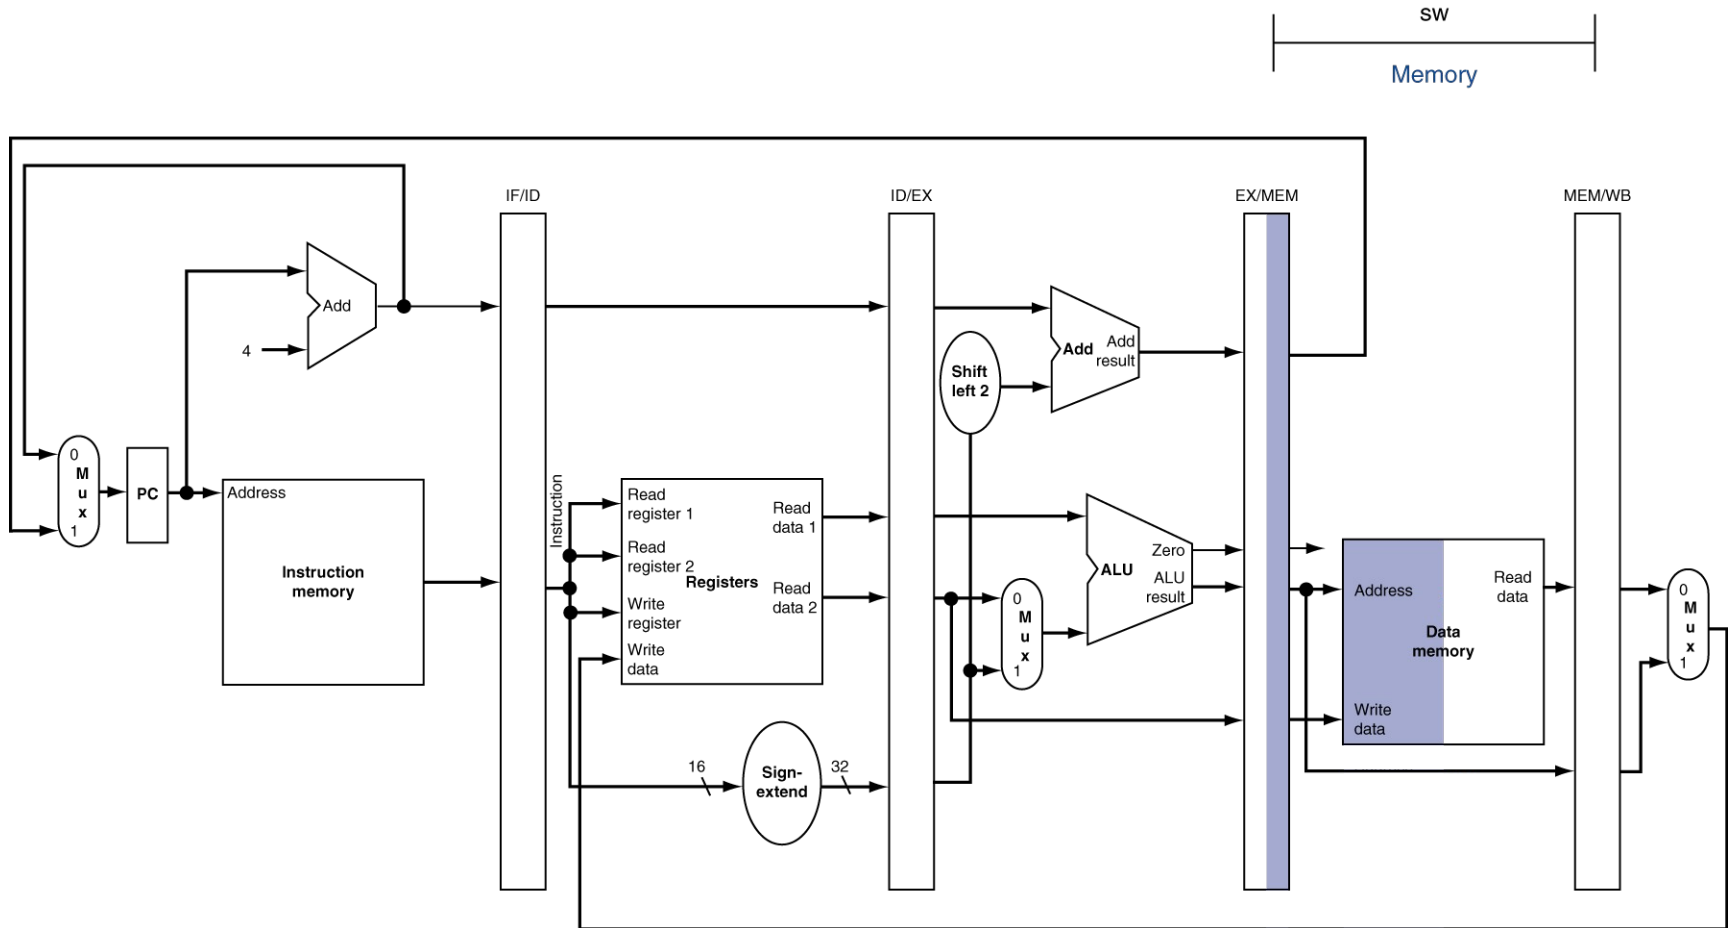 SW
Memory
IF/ID
ID/EX
EX/MEM
MEM/WB
Add
4
Add
Add
result
Shift
left 2
0
M
u
x
1
PC
Address
Instruction
memory
Instruction
Read
register 1
Read
register 2
Write
register
Write
data
Registers
Read
data 1
Read
data 2
16
Sign-
extend
32
0
M
u
x
1
Zero
ALU
ALU
result
Address
Read
data
Data
memory
Write
data
0
M
u
x
1